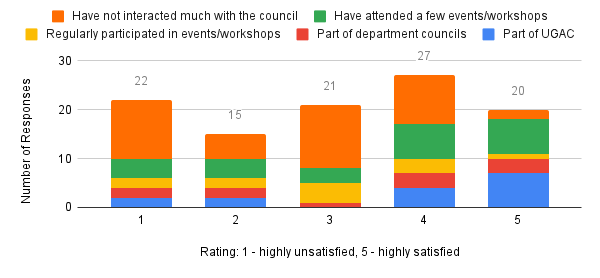 Have not interacted much with the council Have attended a few events/workshops
Regularly participated in events/workshops Part of department councils Part of UGAC
Number of Responses
30
20
10
0
22
15
21
27
20
1 2 3 4 5
Rating: 1 - highly unsatisfied, 5 - highly satisfied